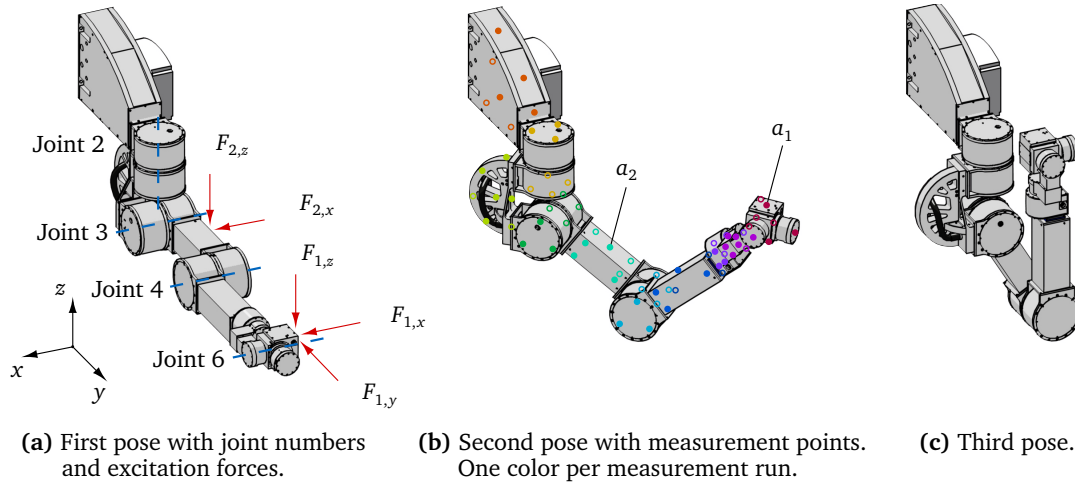 Joint 2
F2,z
F2,x
Joint 3
F1,z
Joint 4
z
F1,x
Joint 6
x
y
F1,y
a1
a2
(a) First pose with joint numbers
and excitation forces.
(b) Second pose with measurement points.
One color per measurement run.
(c) Third pose.